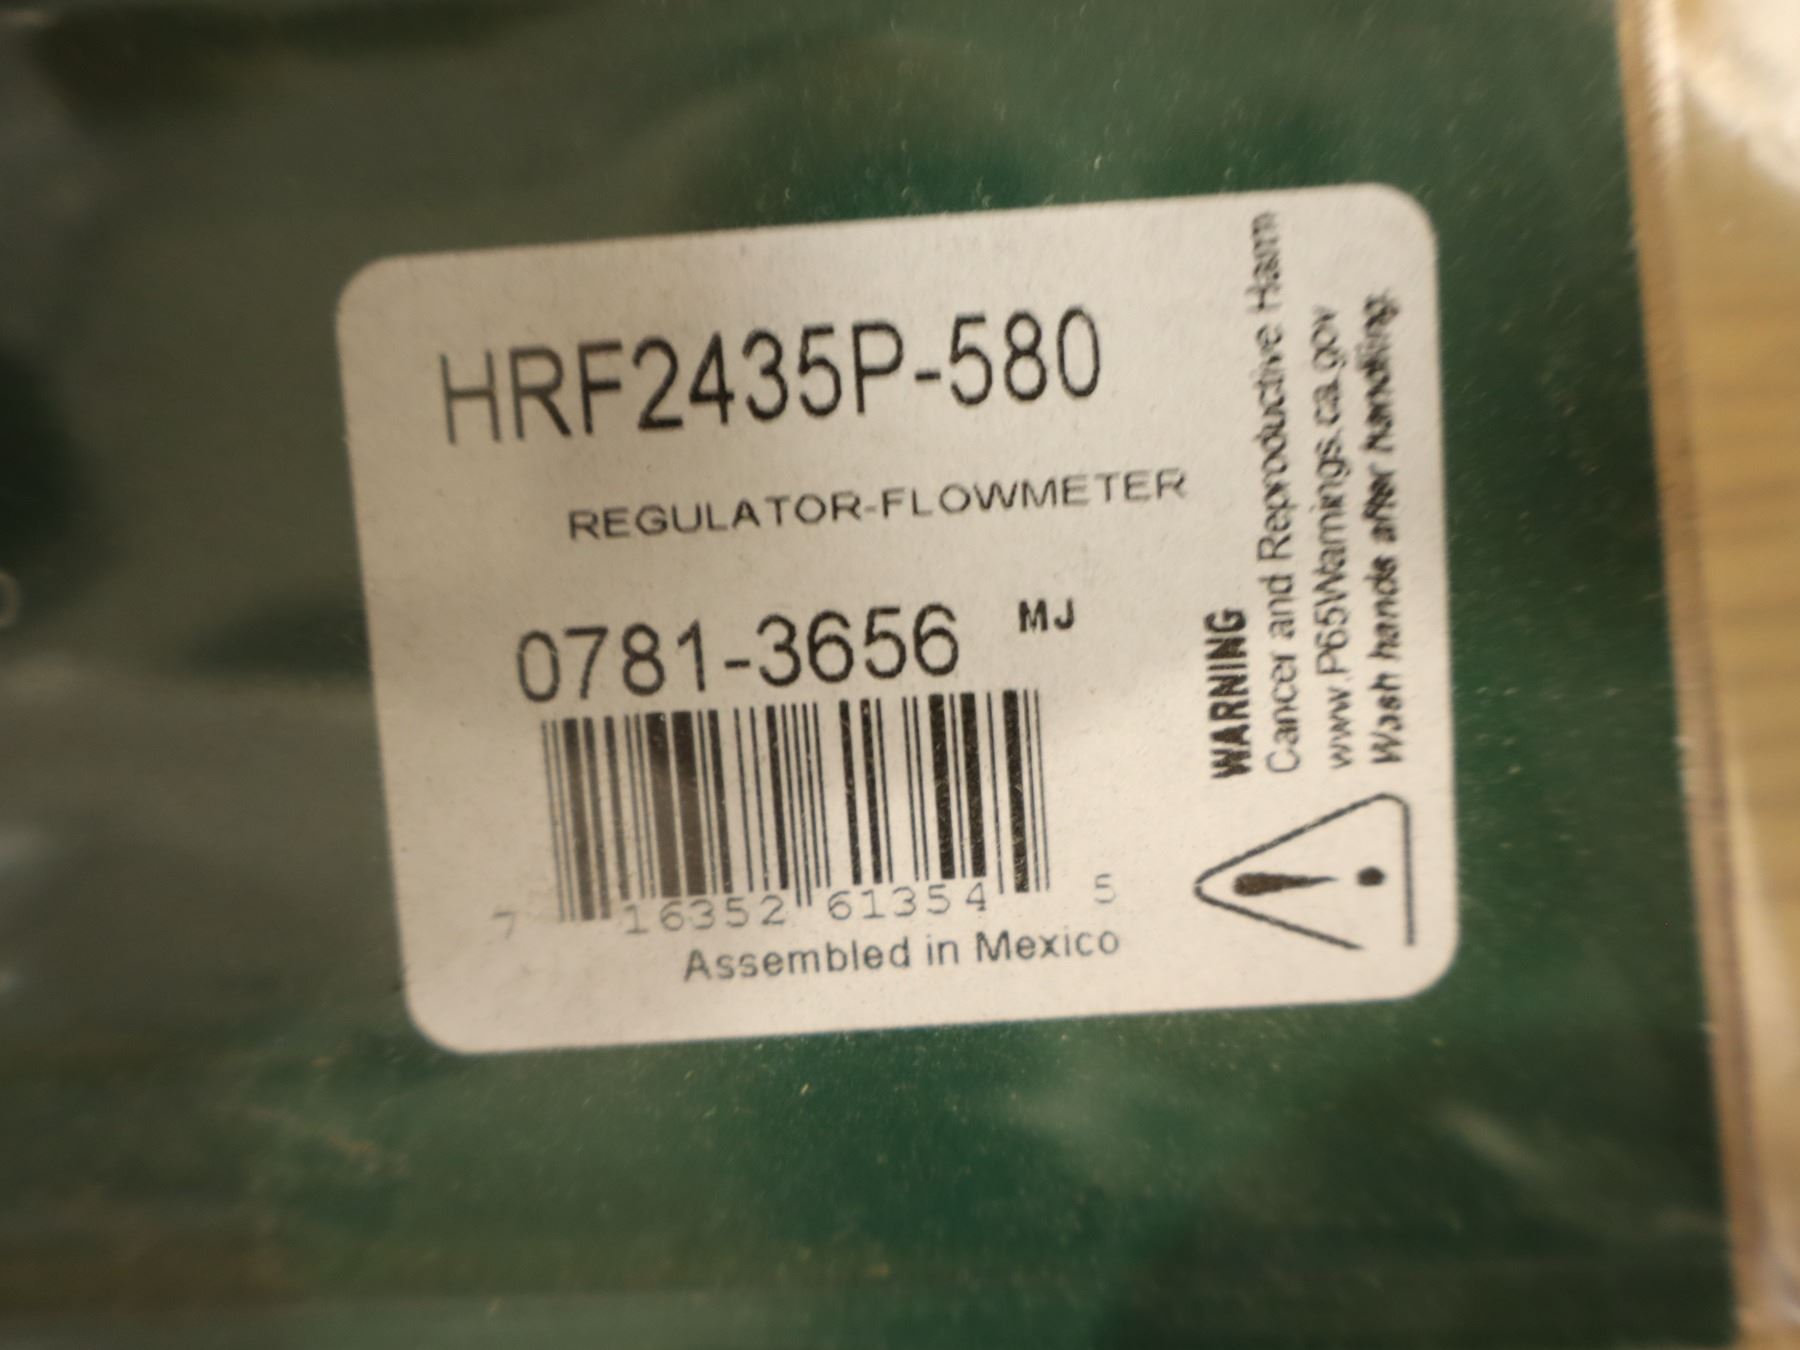 HRF2435P-580
REGULATOR-FLOWMETER
0781-3656 MJ
7 16352 61354 5
Assembled in Mexico
WARNING
Cancer and Reproductive Harm
www.P65Warnings.ca.gov
Wash hands after handling.